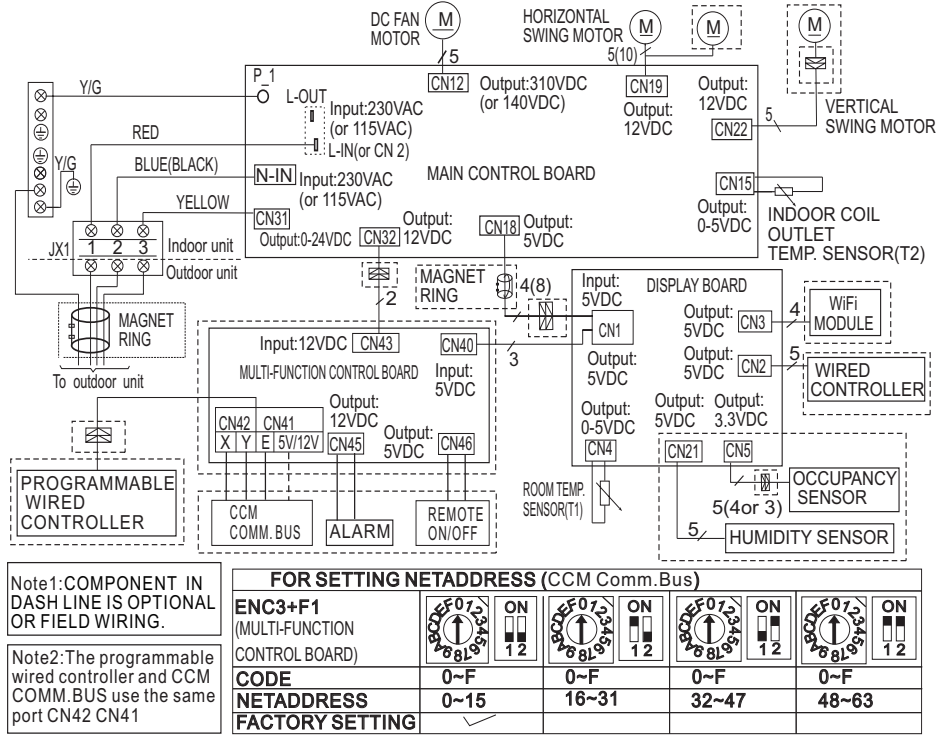 DC FAN
MOTOR
M
5
HORIZONTAL
SWING MOTOR
M
M
5(10)
M
VERTICAL
SWING MOTOR
5
P_1
Y/G
L-OUT
Input:230VAC
(or 115VAC)
L-IN(or CN 2)
CN12
Output:310VDC
(or 140VDC)
CN19
Output:
12VDC
Output:
12VDC
CN22
RED
BLUE(BLACK)
N-IN
Input:230VAC
(or 115VAC)
MAIN CONTROL BOARD
CN15
Output:
0-5VDC
INDOOR COIL
OUTLET
TEMP. SENSOR(T2)
Y/G
YELLOW
CN31
Output:0-24VDC
CN32
Output:
12VDC
CN18
Output:
5VDC
JX1
1 2 3
Indoor unit
Outdoor unit
MAGNET
RING
To outdoor unit
2
MAGNET
RING
4(8)
3
Input:
5VDC
DISPLAY BOARD
CN1
Output:
5VDC
Output:
5VDC
CN3
4
WiFi
MODULE
Output:
5VDC
CN2
5
WIRED
CONTROLLER
Output:
0-5VDC
CN4
Output:
5VDC
CN21
Output:
3.3VDC
CN5
Input:12VDC
CN43
CN40
Input:
5VDC
MULTI-FUNCTION CONTROL BOARD
CN42 CN41
X Y E 5V/12V
Output:
12VDC
CN45
Output:
5VDC
CN46
PROGRAMMABLE
WIRED
CONTROLLER
CCM
COMM. BUS
ALARM
REMOTE
ON/OFF
ROOM TEMP.
SENSOR(T1)
5(4or 3)
OCCUPANCY
SENSOR
5
HUMIDITY SENSOR
Note1:COMPONENT IN
DASH LINE IS OPTIONAL
OR FIELD WIRING.
Note2:The programmable
wired controller and CCM
COMM.BUS use the same
port CN42 CN41
FOR SETTING NETADDRESS (CCM Comm.Bus)
ENC3+F1
(MULTI-FUNCTION
CONTROL BOARD)
0123456789ABCDEF
ON
1 2
0123456789ABCDEF
ON
1 2
0123456789ABCDEF
ON
1 2
0123456789ABCDEF
ON
1 2
CODE 0~F 0~F 0~F 0~F
NETADDRESS 0~15 16~31 32~47 48~63
FACTORY SETTING